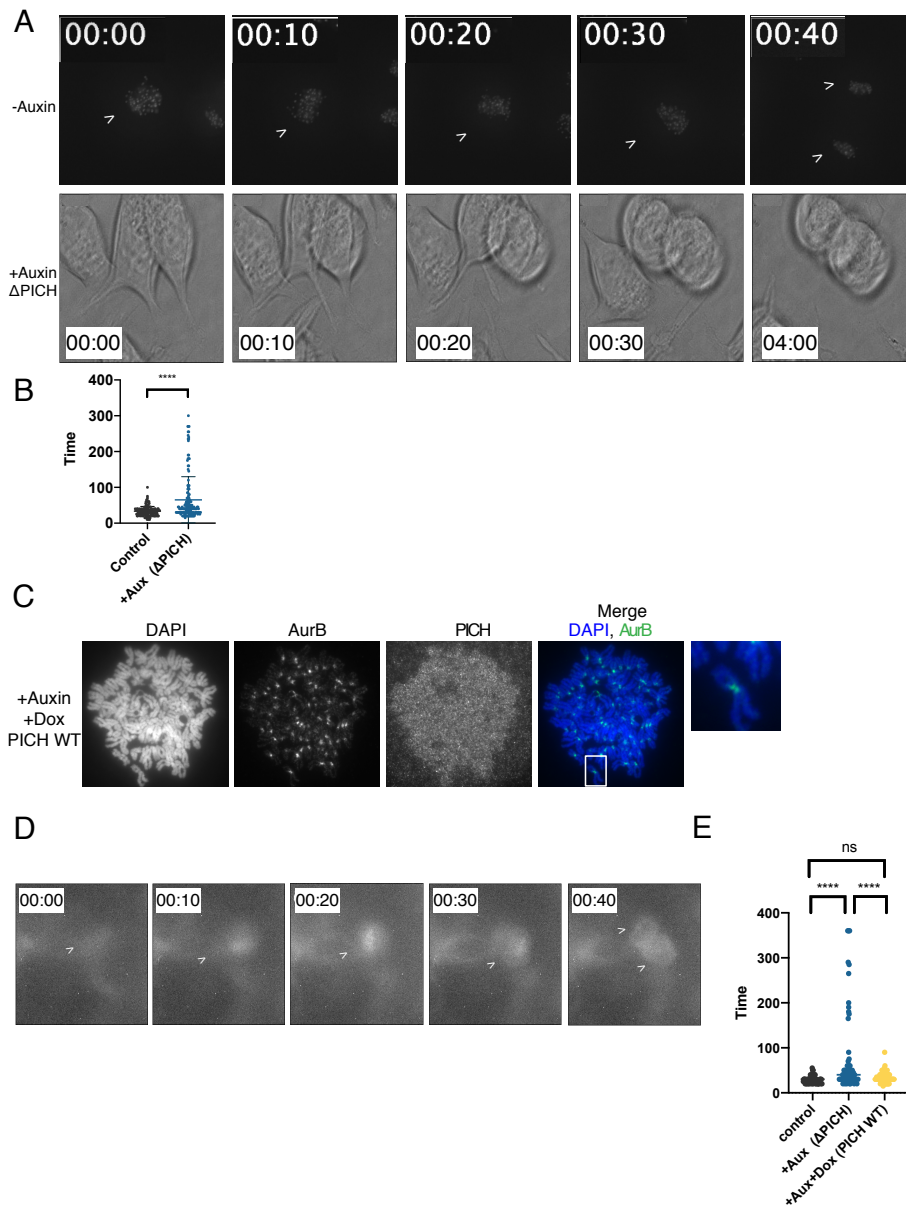 A
00:00
00:10
00:20
00:30
00:40
-Auxin
+Auxin
ΔPICH
00:00
00:10
00:20
00:30
04:00
B
****
400
300
200
100
0
Time
Control
+Aux (ΔPICH)
C
DAPI
AurB
PICH
Merge
DAPI, AurB
+Auxin
+Dox
PICH WT
D
00:00
00:10
00:20
00:30
00:40
E
ns
**** ****
400
300
200
100
0
Time
control
+Aux (ΔPICH)
+Aux+Dox (PICH WT)